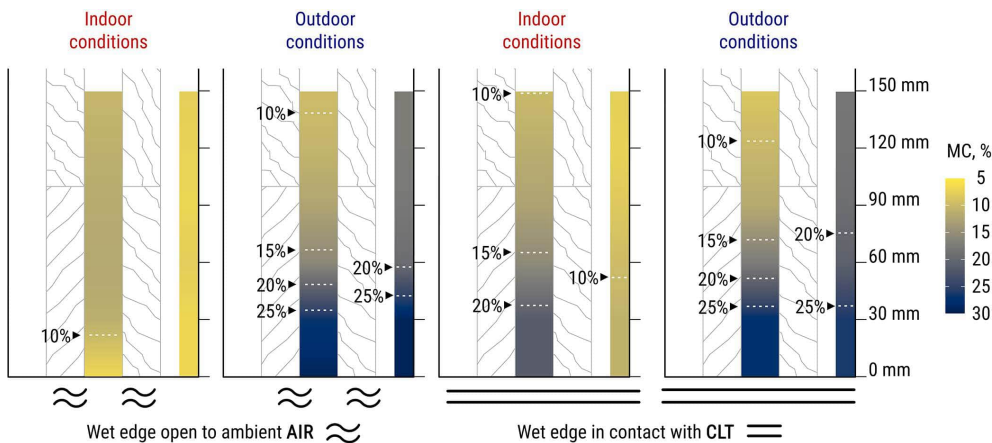 Indoor
conditions
Outdoor
conditions
Indoor
conditions
Outdoor
conditions
10%
10%
15%
20%
25%
20%
25%
10%
15%
20%
10%
10%
15%
20%
25%
20%
25%
150 mm
120 mm
90 mm
60 mm
30 mm
0 mm
MC, %
5
10
15
20
25
30
Wet edge open to ambient AIR
Wet edge in contact with CLT